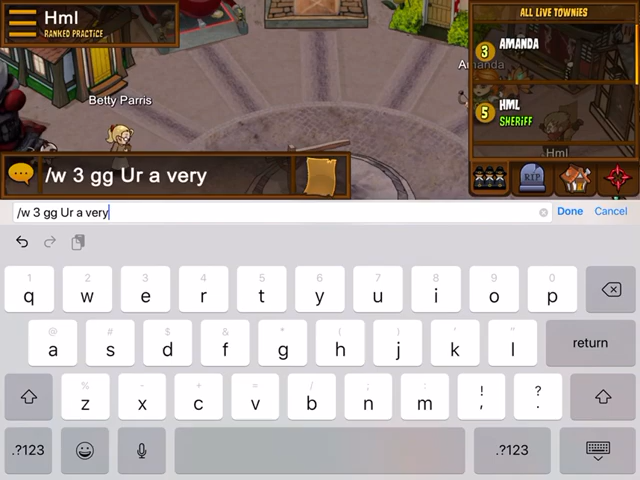 Hml
RANKED PRACTICE
ALL LIVE TOWNIES
3
AMANDA
Amanda
5
HML
SHERIFF
Hml
Betty Parris
RIP
/w 3 gg Ur a very
/w 3 gg Ur a very
Done
Cancel
1 2 3 4 5 6 7 8 9 0
q w e r t y u i o p
@ # $ & * ( ) ' "
a s d f g h j k l
return
% - + = / ; : ! ?
z x c v b n m , .
.?123
.?123